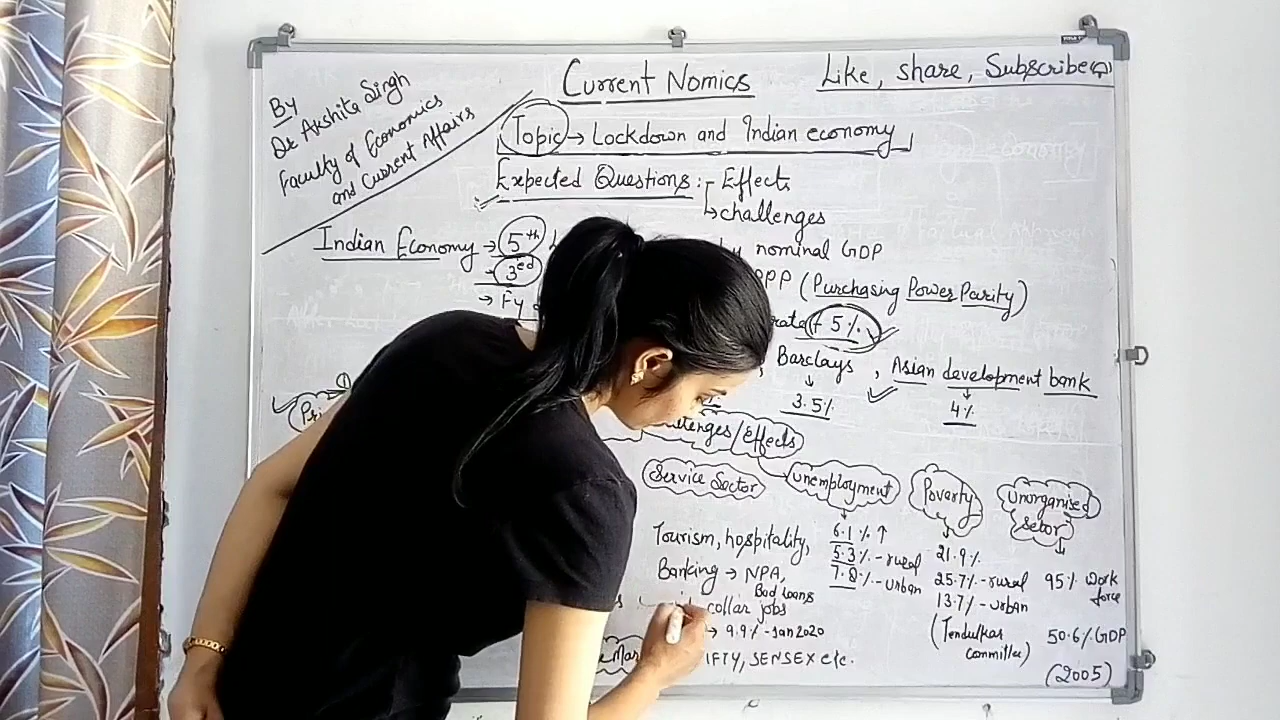 Current Nomics
Like, share, Subscribe
By
Dr Akshita Singh
Faculty of Economics
and Current Affairs
Topic → Lockdown and Indian economy
Expected Questions :- Effects
↳ challenges
Indian Economy → 5th by nominal GDP
→ 3rd PPP (Purchasing Power Parity)
→ Fy rate + 5%
, Barclays , Asian development bank
↓ ↓
3.5% 4%
①
Pri
/Effects
Service Sector
Tourism, hospitality,
Banking → NPA,
Bad loans
collar jobs
→ 9.9% - Jan 2020
SENSEX etc.
unemployment
↓
6.1% ↑
5.3% - rural
7.8% - urban
Poverty
↓
21.9%
25.7% - rural
13.7% - urban
(Tendulkar
committee)
unorganised
setor
↓
95% work
force
50.6% GDP
(2005)